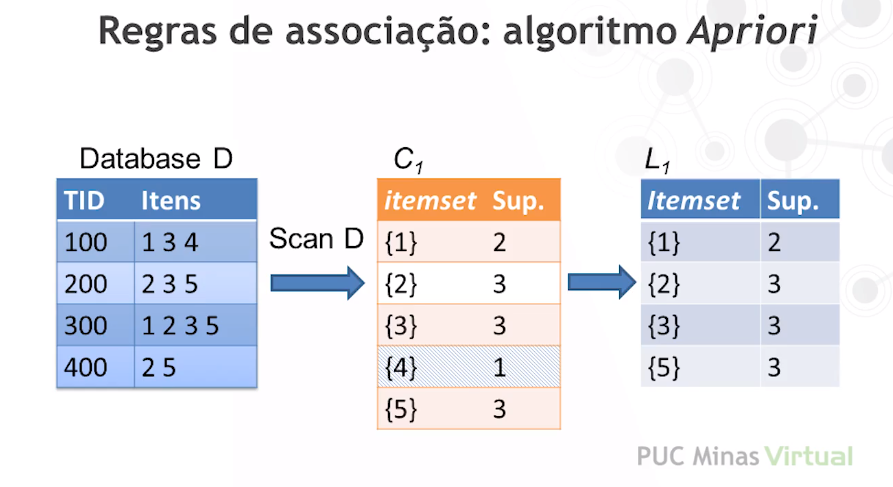 Regras de associação: algoritmo Apriori
Database D
TID Itens
100 1 3 4
200 2 3 5
300 1 2 3 5
400 2 5
Scan D
C1
itemset Sup.
{1} 2
{2} 3
{3} 3
{4} 1
{5} 3
L1
Itemset Sup.
{1} 2
{2} 3
{3} 3
{5} 3
PUC Minas Virtual